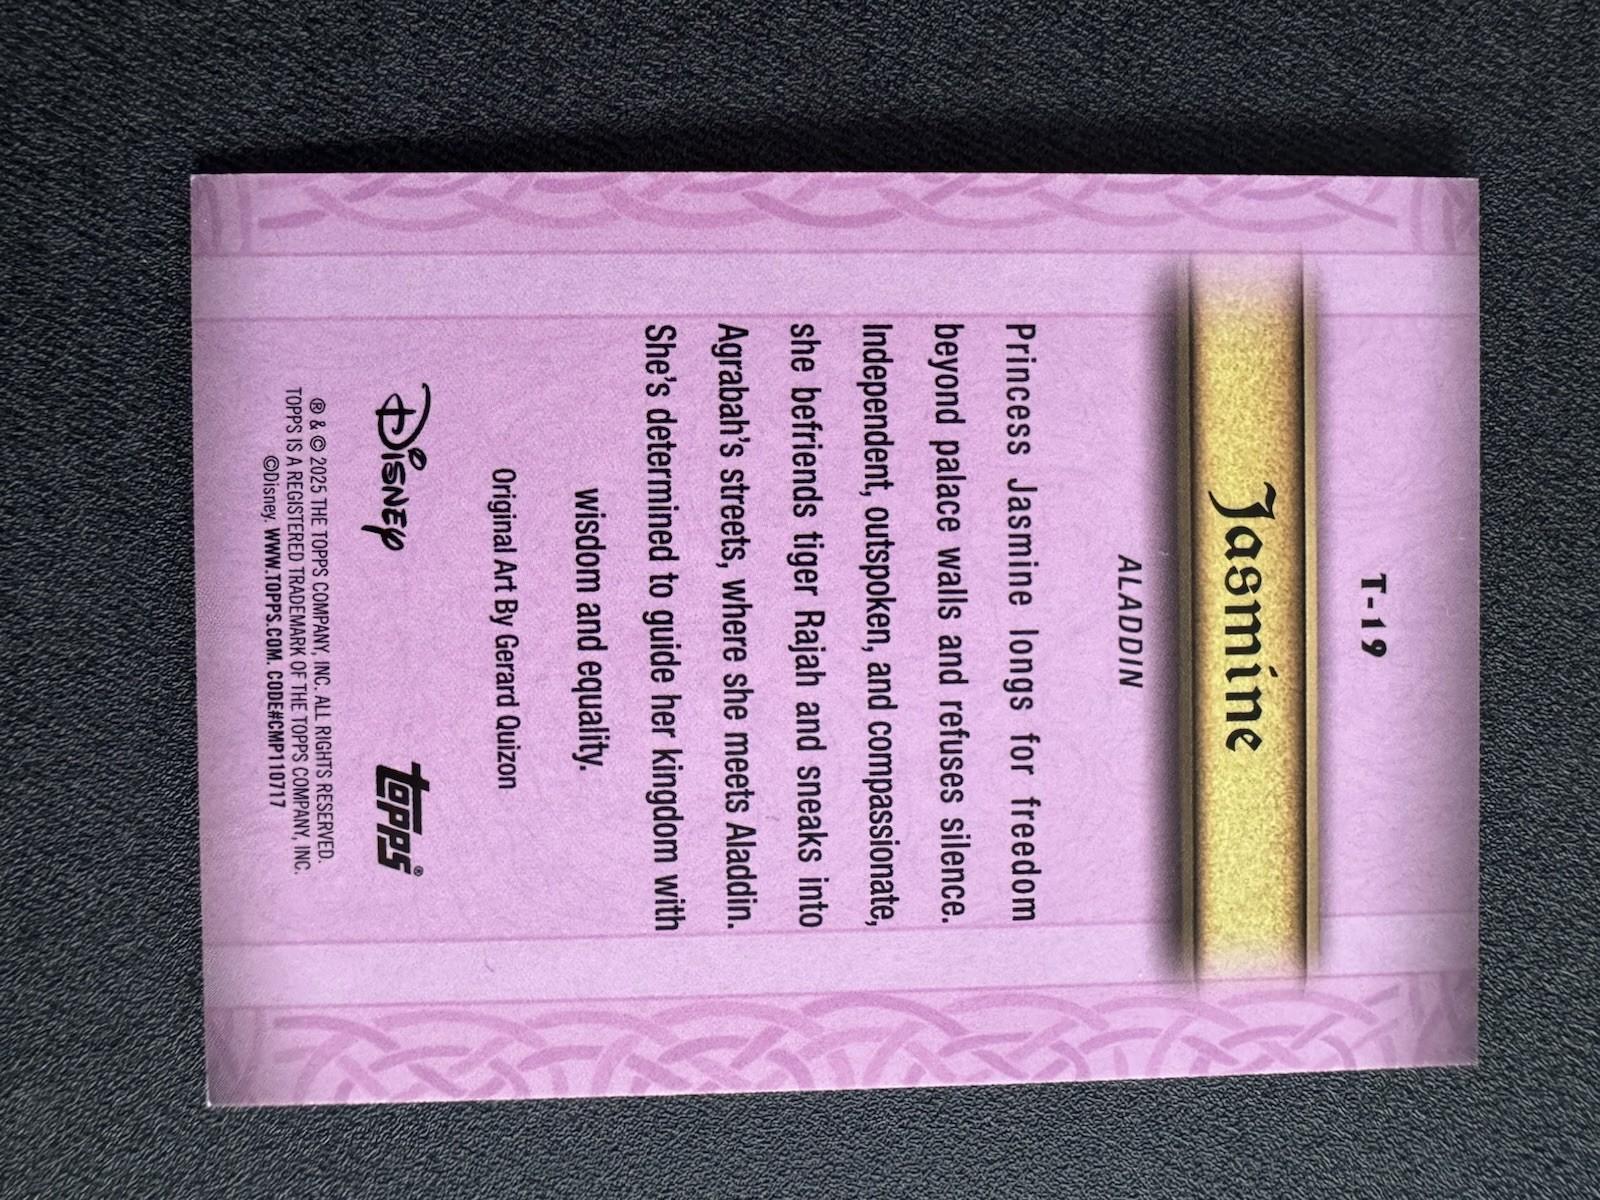 T-19
Jasmine
ALADDIN
Princess Jasmine longs for freedom
beyond palace walls and refuses silence.
Independent, outspoken, and compassionate,
she befriends tiger Rajah and sneaks into
Agrabah's streets, where she meets Aladdin.
She's determined to guide her kingdom with
wisdom and equality.
Original Art By Gerard Quizon
Disney
topps®
® & © 2025 THE TOPPS COMPANY, INC. ALL RIGHTS RESERVED.
TOPPS IS A REGISTERED TRADEMARK OF THE TOPPS COMPANY, INC.
©Disney. WWW.TOPPS.COM. CODE#CMP110717